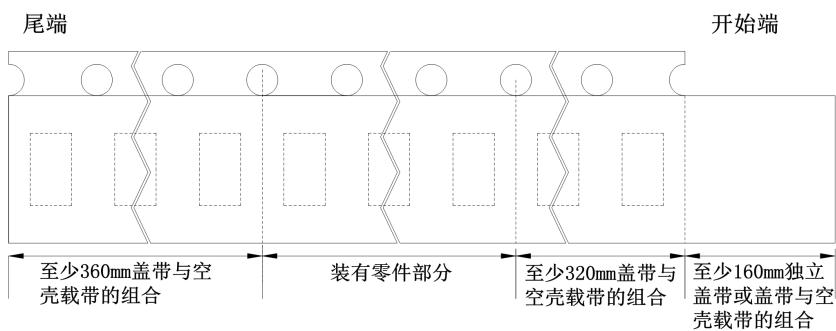 尾端
开始端
至少360mm盖带与空
壳载带的组合
装有零件部分
至少320mm盖带与
空壳载带的组合
至少160mm独立
盖带或盖带与空
壳载带的组合